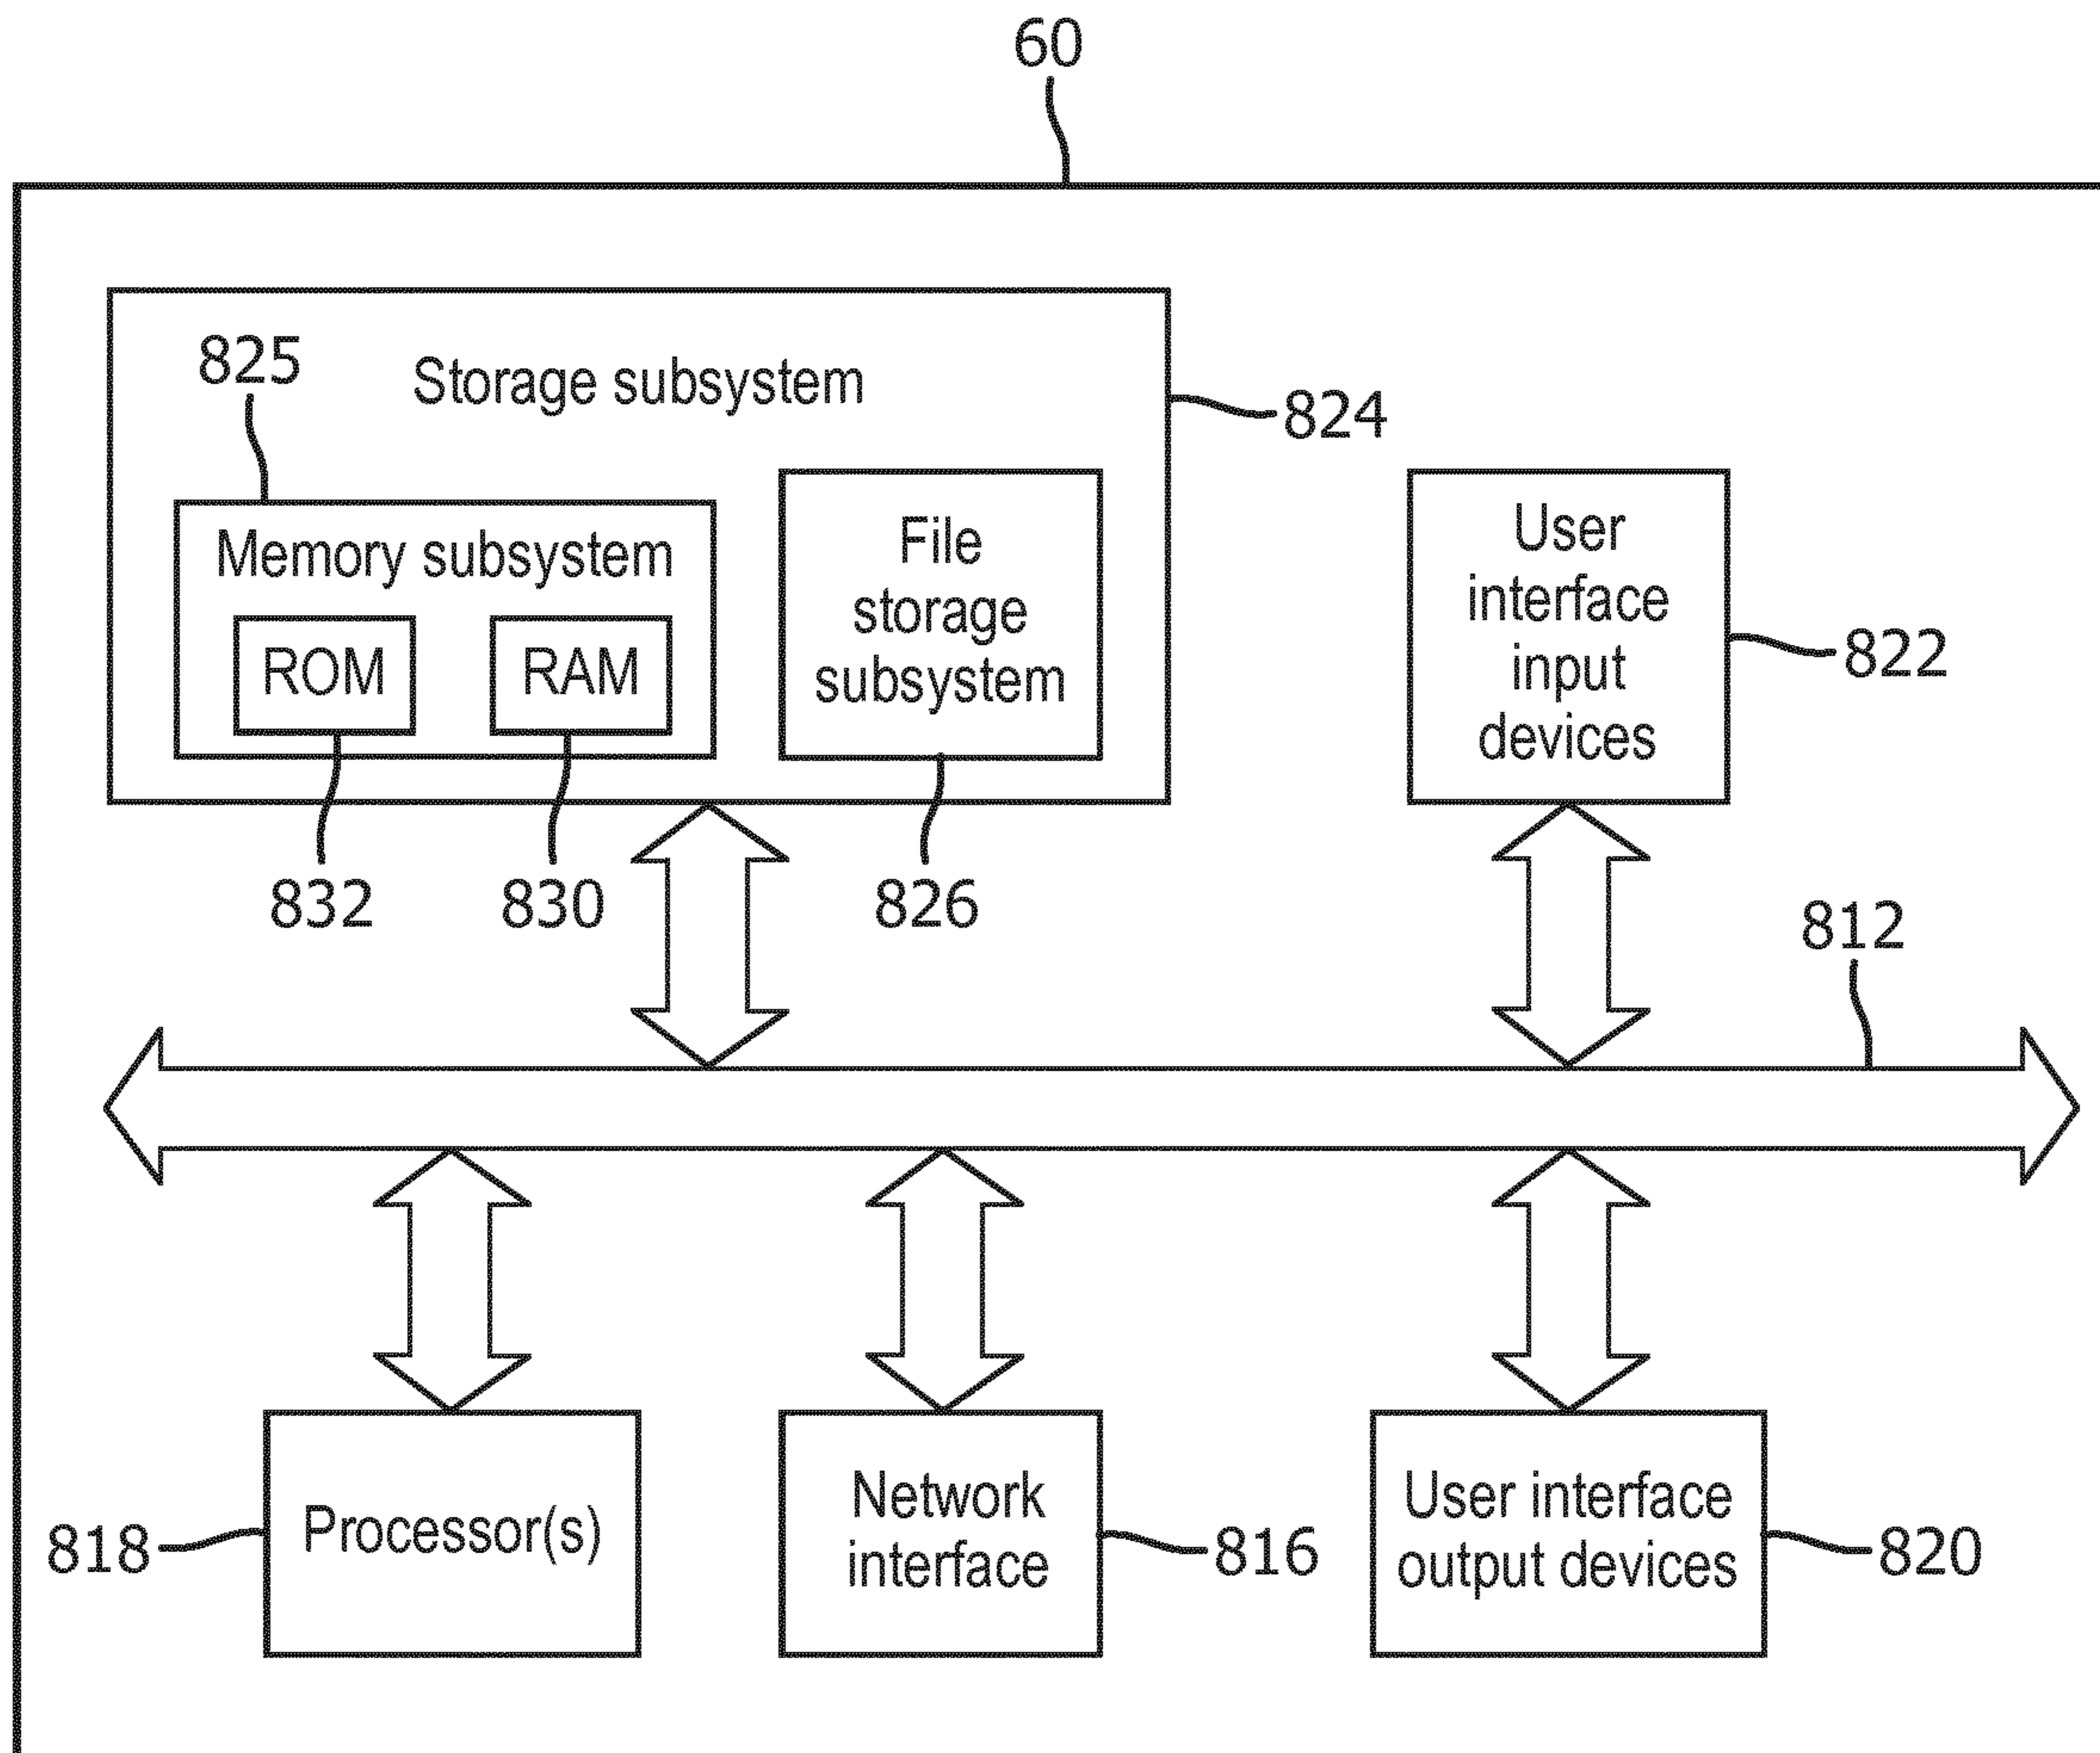 60
825
Storage subsystem
824
Memory subsystem
ROM
RAM
File
storage
subsystem
User
interface
input
devices
822
832
830
826
812
818
Processor(s)
Network
interface
816
User interface
output devices
820